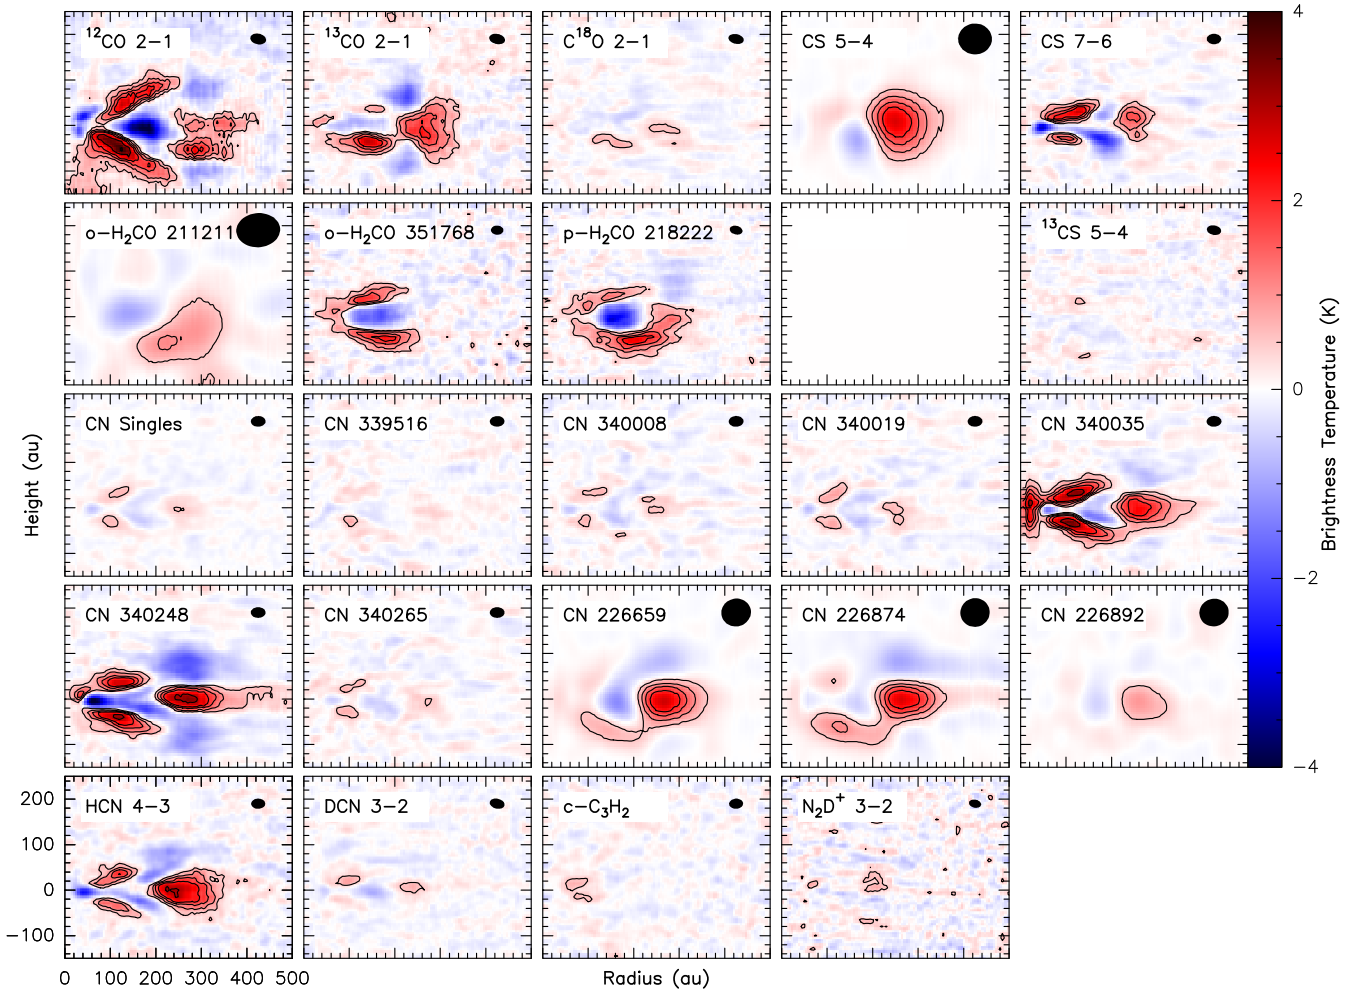 ¹²CO 2−1
¹³CO 2−1
C¹⁸O 2−1
CS 5−4
CS 7−6
4
2
0
−2
−4
Brightness Temperature (K)
o−H₂CO 211211
o−H₂CO 351768
p−H₂CO 218222
¹³CS 5−4
CN Singles
CN 339516
CN 340008
CN 340019
CN 340035
Height (au)
CN 340248
CN 340265
CN 226659
CN 226874
CN 226892
HCN 4−3
DCN 3−2
c−C₃H₂
N₂D⁺ 3−2
200
100
0
−100
0 100 200 300 400 500
Radius (au)